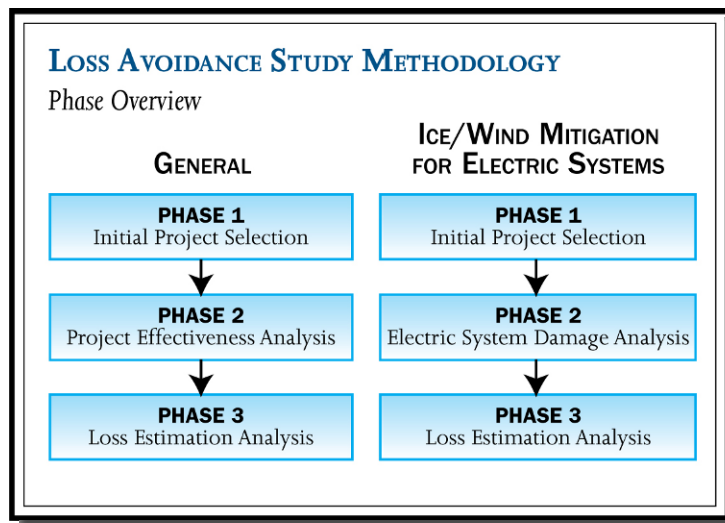 Loss Avoidance Study Methodology
Phase Overview
General
PHASE 1
Initial Project Selection
PHASE 2
Project Effectiveness Analysis
PHASE 3
Loss Estimation Analysis
Ice/Wind Mitigation
for Electric Systems
PHASE 1
Initial Project Selection
PHASE 2
Electric System Damage Analysis
PHASE 3
Loss Estimation Analysis